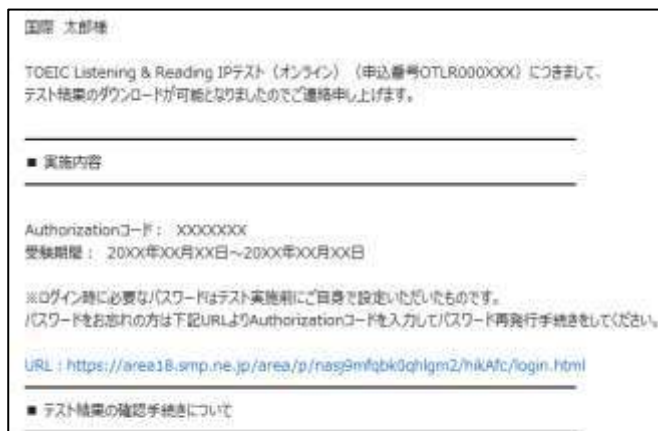 国際 太郎様
TOEIC Listening & Reading IPテスト（オンライン）（申込番号OTLR000XXX）につきまして、
テスト結果のダウンロードが可能となりましたのでご連絡申し上げます。
■ 実施内容
Authorizationコード： XXXXXXX
受験期間： 20XX年XX月XX日～20XX年XX月XX日
※ログイン時に必要なパスワードはテスト実施前にご自身で設定いただいたものです。
パスワードをお忘れの方は下記URLよりAuthorizationコードを入力してパスワード再発行手続きをしてください。
URL：https://area18.smp.ne.jp/area/p/nasj9mfqbk0qhlgm2/hikAfc/login.html
■ テスト結果の確認手続きについて